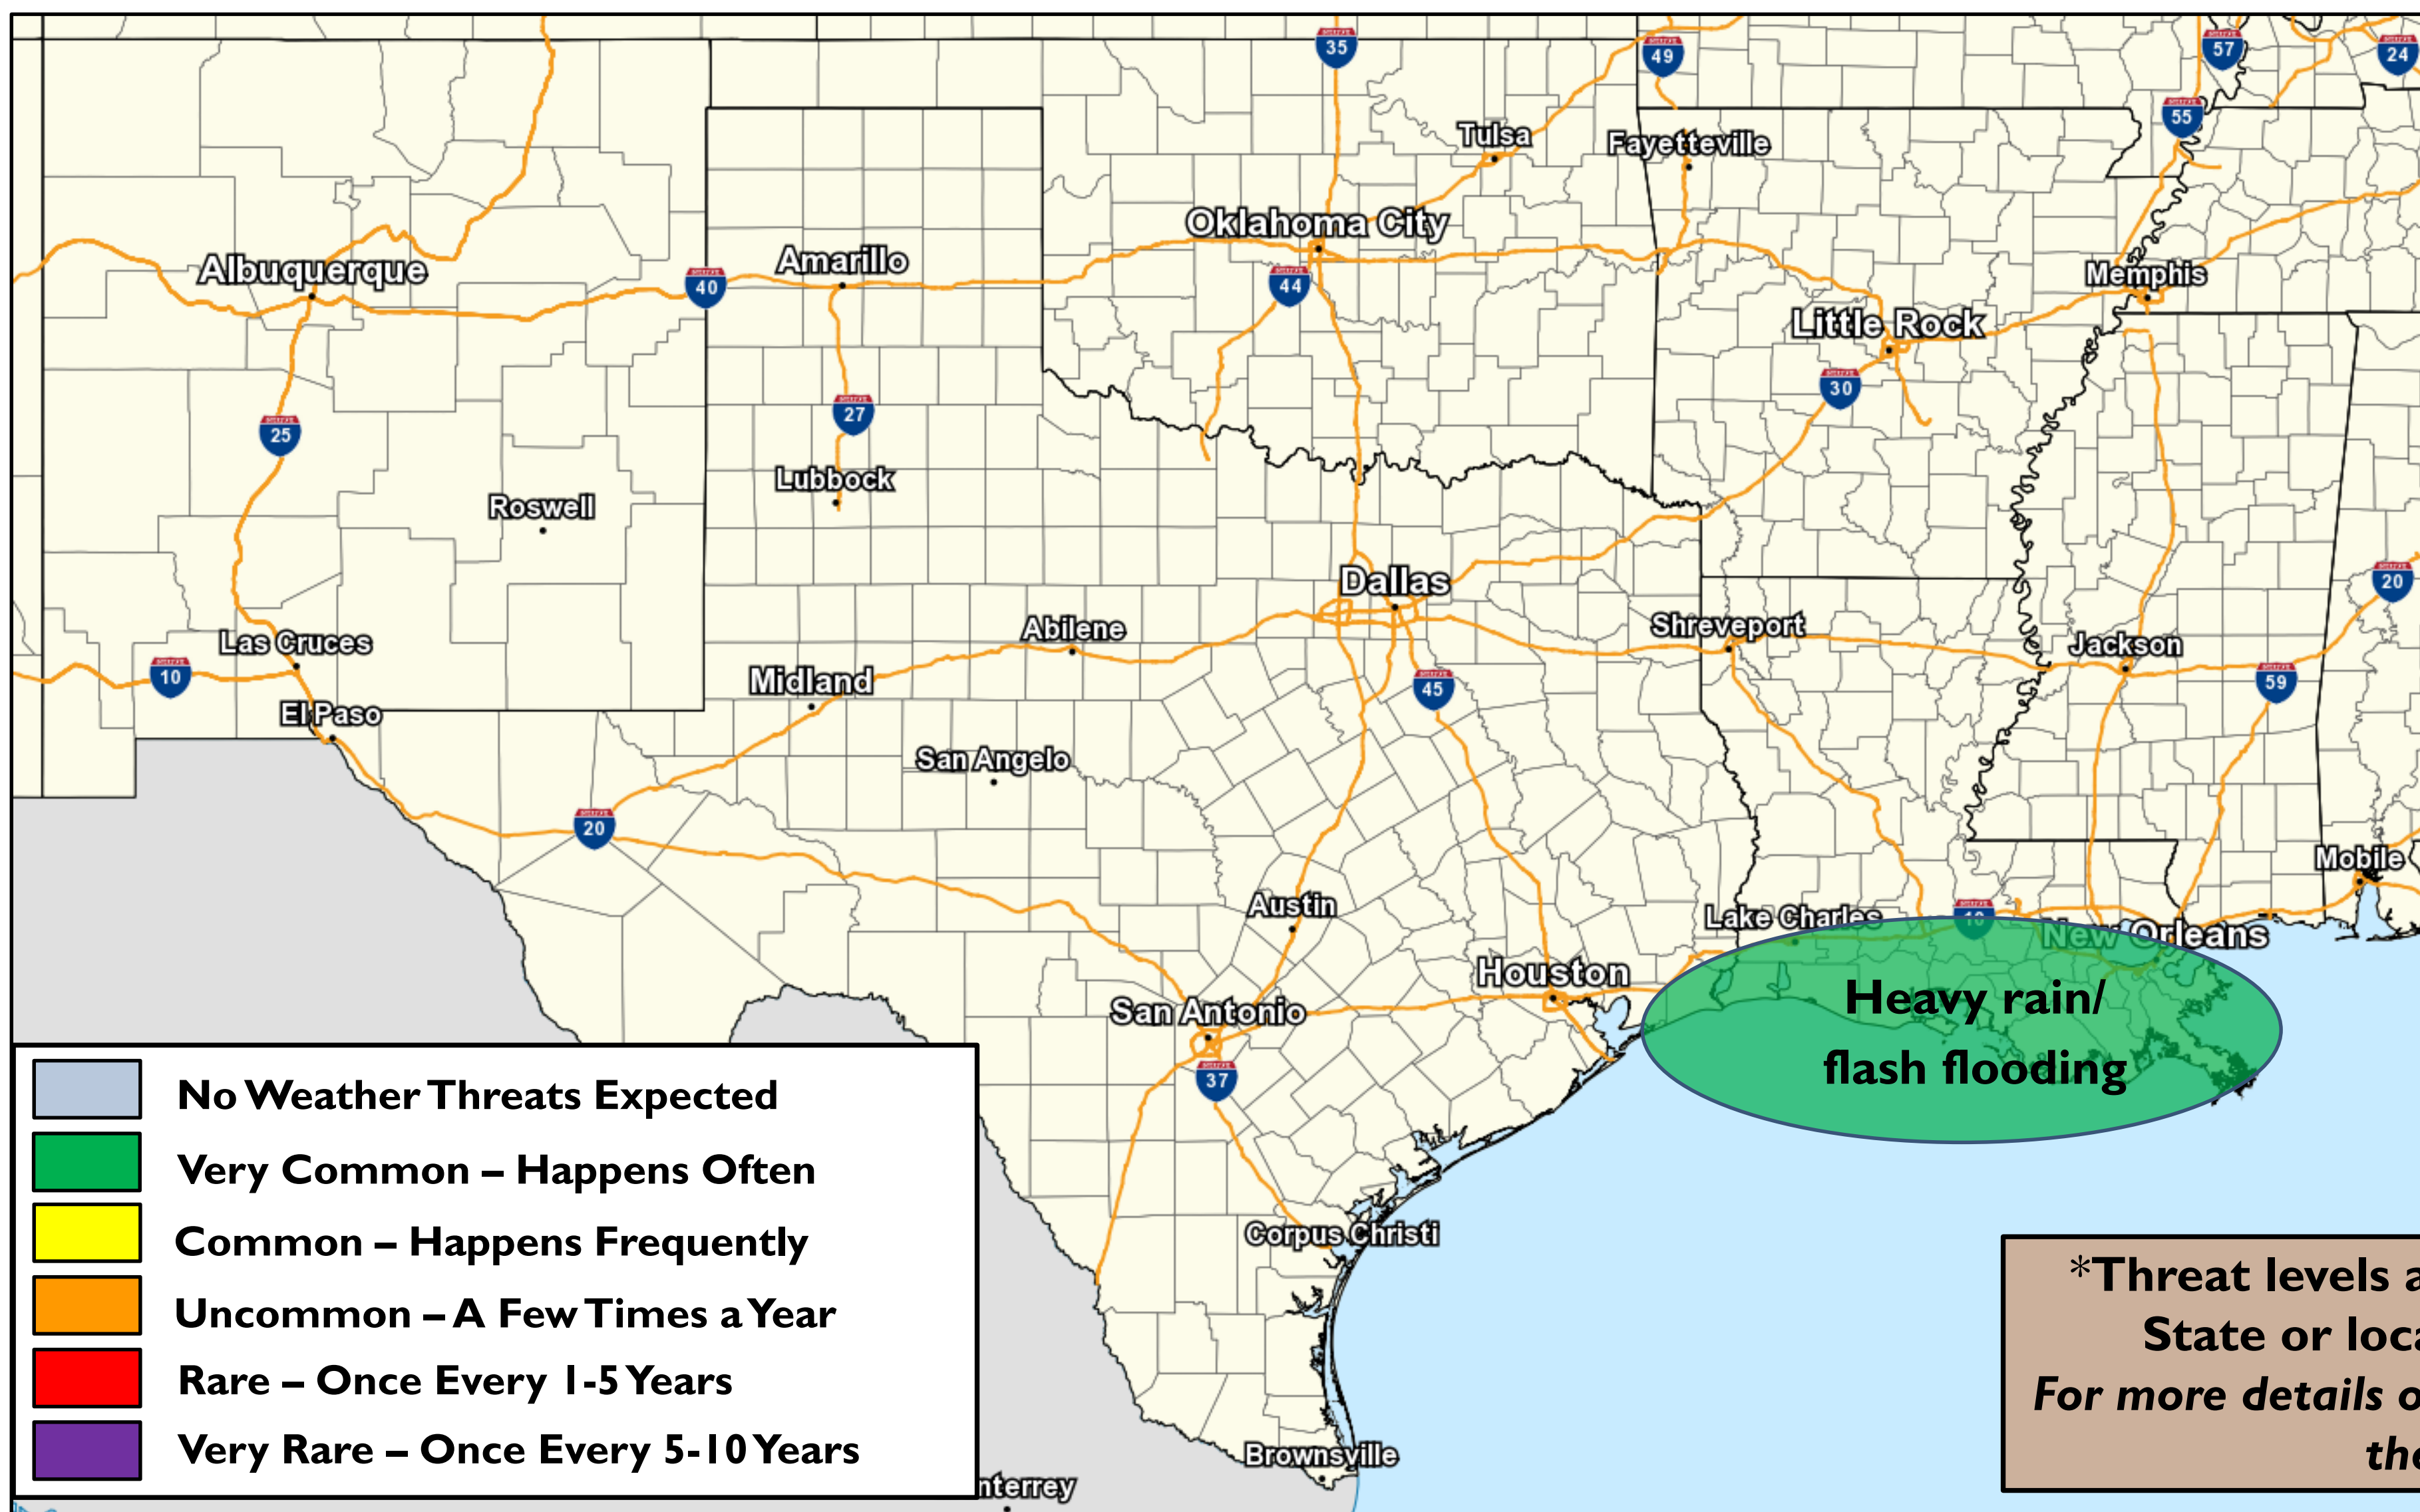 35
49
57
24
55
Tulsa
Fayetteville
Oklahoma City
Albuquerque
Amarillo
40
44
Memphis
Little Rock
30
27
25
Lubbock
Roswell
Dallas
20
Abilene
Shreveport
Las Cruces
Jackson
10
Midland
45
59
El Paso
San Angelo
20
Mobile
Austin
Lake Charles
10
New Orleans
Houston
San Antonio
Heavy rain/
flash flooding
37
Corpus Christi
Brownsville
nterrey
No Weather Threats Expected
Very Common – Happens Often
Common – Happens Frequently
Uncommon – A Few Times a Year
Rare – Once Every 1-5 Years
Very Rare – Once Every 5-10 Years
*Threat levels a
State or loca
For more details o
the